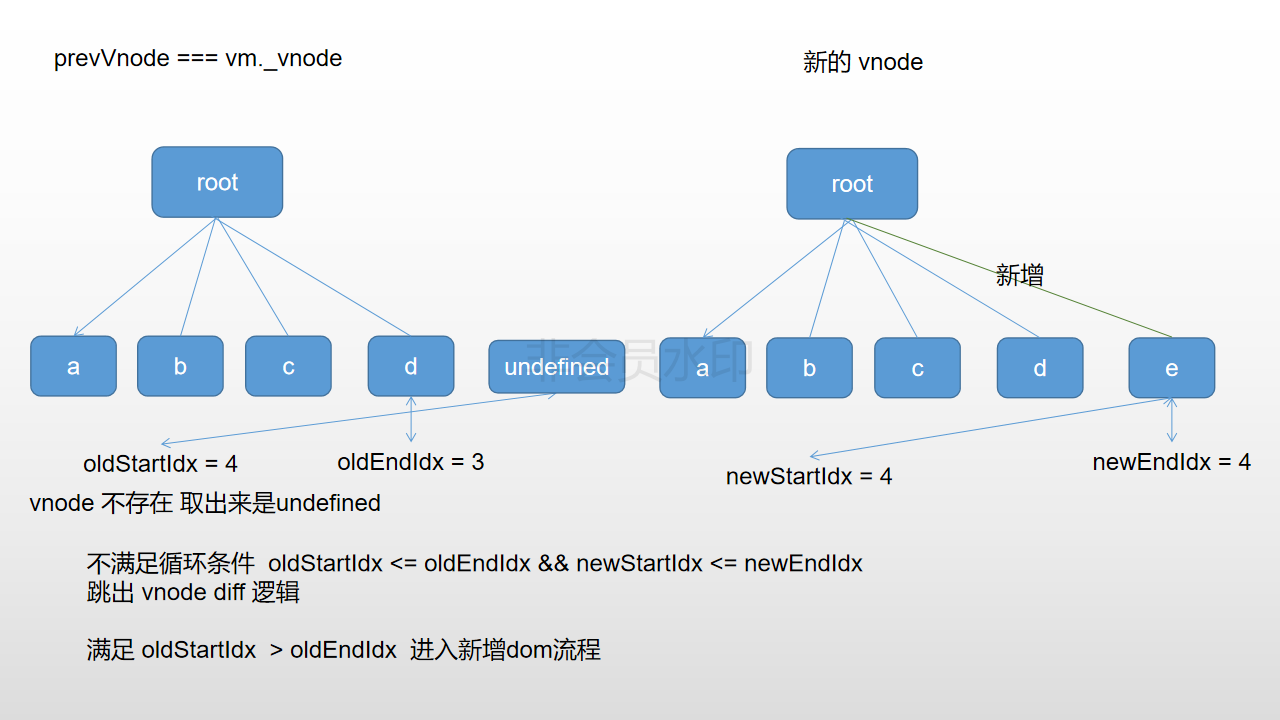 prevVnode === vm._vnode
新的 vnode
root
root
新增
a
b
c
d
undefined
a
b
c
d
e
非会员水印
oldStartIdx = 4
oldEndIdx = 3
newStartIdx = 4
newEndIdx = 4
vnode 不存在 取出来是undefined
不满足循环条件 oldStartIdx <= oldEndIdx && newStartIdx <= newEndIdx
跳出 vnode diff 逻辑
满足 oldStartIdx > oldEndIdx 进入新增dom流程